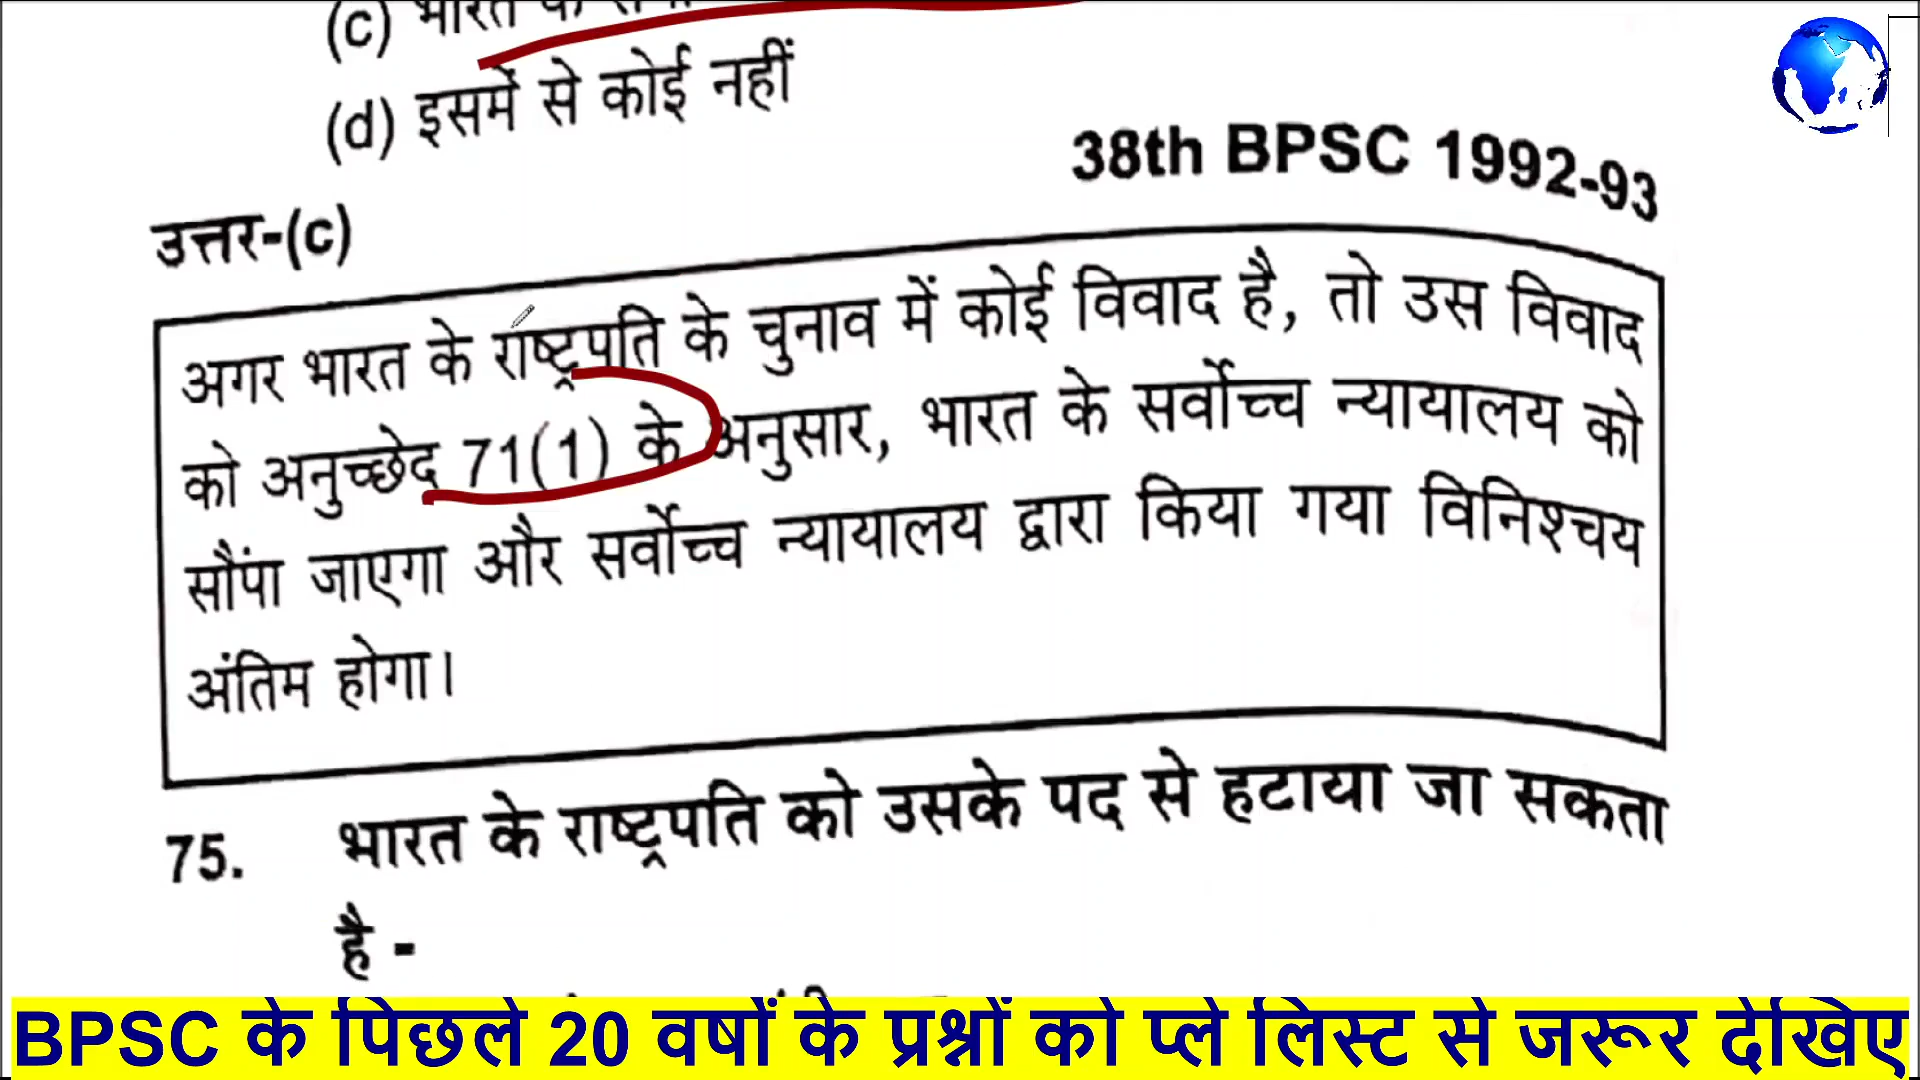 (c) भारत के
(d) इसमें से कोई नहीं
38th BPSC 1992-93
उत्तर-(c)
अगर भारत के राष्ट्रपति के चुनाव में कोई विवाद है, तो उस विवाद
को अनुच्छेद 71(1) के अनुसार, भारत के सर्वोच्च न्यायालय को
सौंपा जाएगा और सर्वोच्च न्यायालय द्वारा किया गया विनिश्चय
अंतिम होगा।
75. भारत के राष्ट्रपति को उसके पद से हटाया जा सकता
है -
BPSC के पिछले 20 वर्षो के प्रश्नों को प्ले लिस्ट से जरूर देखिए